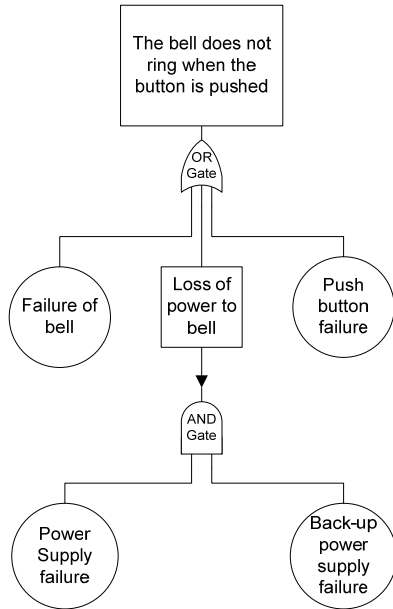 The bell does not
ring when the
button is pushed
OR
Gate
Failure of
bell
Loss of
power to
bell
Push
button
failure
AND
Gate
Power
Supply
failure
Back-up
power
supply
failure